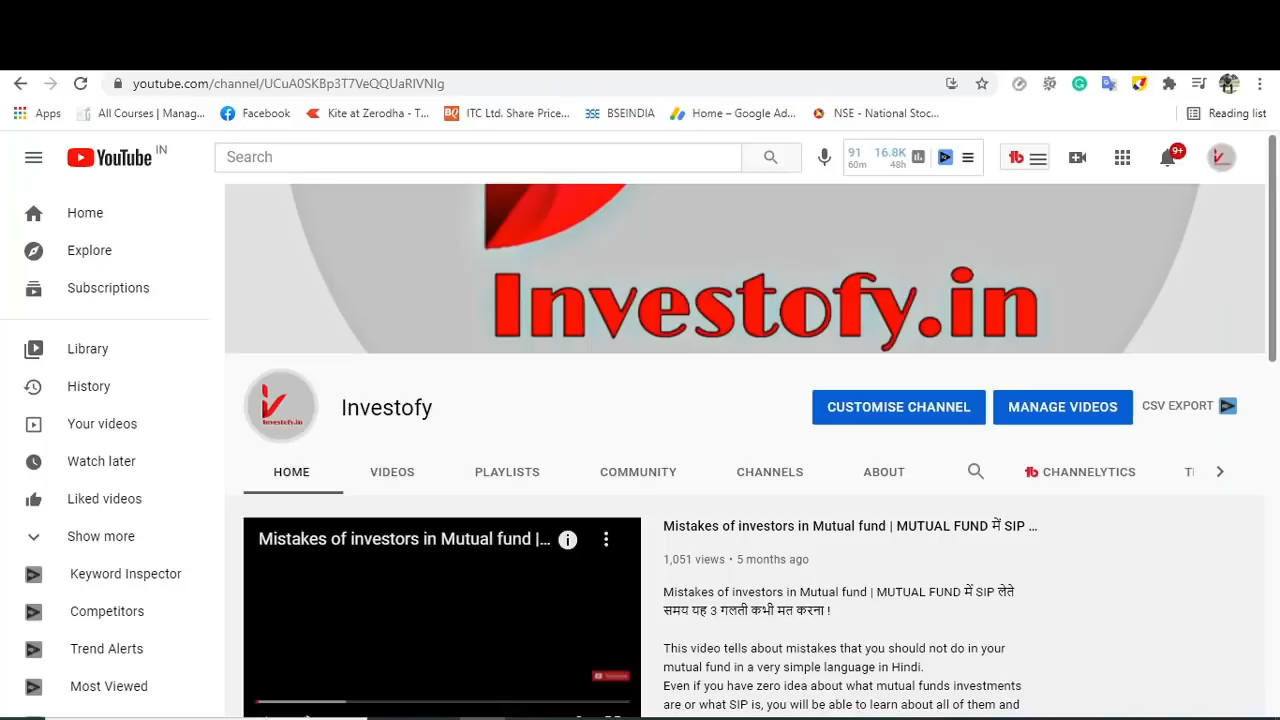 youtube.com/channel/UCuA0SKBp3T7VeQQUaRIVNIg
Apps
All Courses | Manag...
Facebook
Kite at Zerodha - T...
BQ
ITC Ltd. Share Price...
BSEINDIA
Home – Google Ad...
NSE - National Stoc...
Reading list
YouTube IN
Search
91
60m
16.8K
48h
9+
Home
Explore
Subscriptions
Library
History
Your videos
Watch later
Liked videos
Show more
Keyword Inspector
Competitors
Trend Alerts
Most Viewed
Investofy.in
Investofy.in
Investofy
CUSTOMISE CHANNEL
MANAGE VIDEOS
CSV EXPORT
HOME
VIDEOS
PLAYLISTS
COMMUNITY
CHANNELS
ABOUT
CHANNELYTICS
Mistakes of investors in Mutual fund |...
Mistakes of investors in Mutual fund | MUTUAL FUND में SIP ...
1,051 views • 5 months ago
Mistakes of investors in Mutual fund | MUTUAL FUND में SIP लेते
समय यह 3 गलती कभी मत करना !
This video tells about mistakes that you should not do in your
mutual fund in a very simple language in Hindi.
Even if you have zero idea about what mutual funds investments
are or what SIP is, you will be able to learn about all of them and